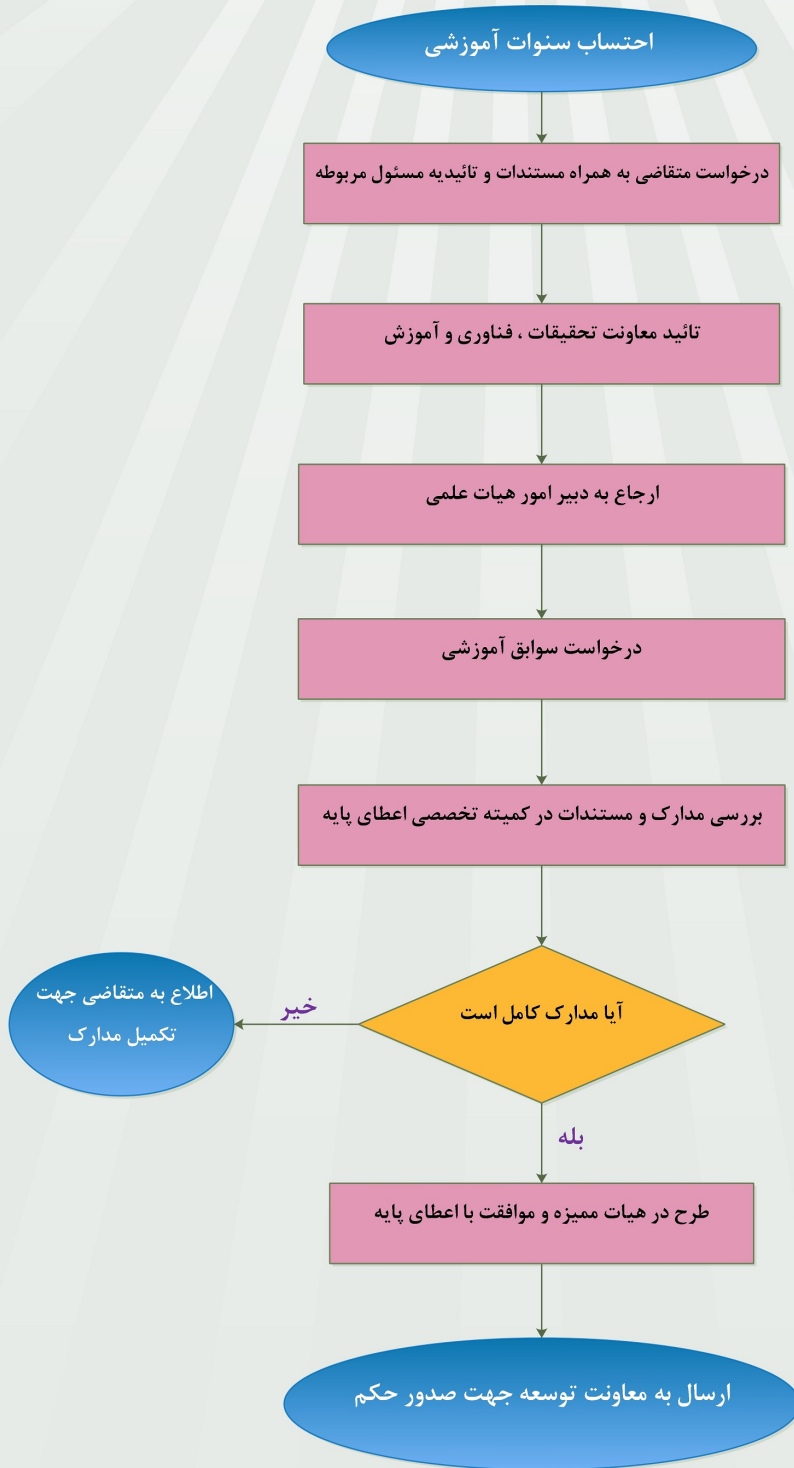 احتساب سنوات آموزشی
درخواست متقاضی به همراه مستندات و تائیدیه مسئول مربوطه
تائید معاونت تحقیقات ، فناوری و آموزش
ارجاع به دبیر امور هیات علمی
درخواست سوابق آموزشی
بررسی مدارک و مستندات در کمیته تخصصی اعطای پایه
آیا مدارک کامل است
خیر
اطلاع به متقاضی جهت
تکمیل مدارک
بله
طرح در هیات ممیزه و موافقت با اعطای پایه
ارسال به معاونت توسعه جهت صدور حکم